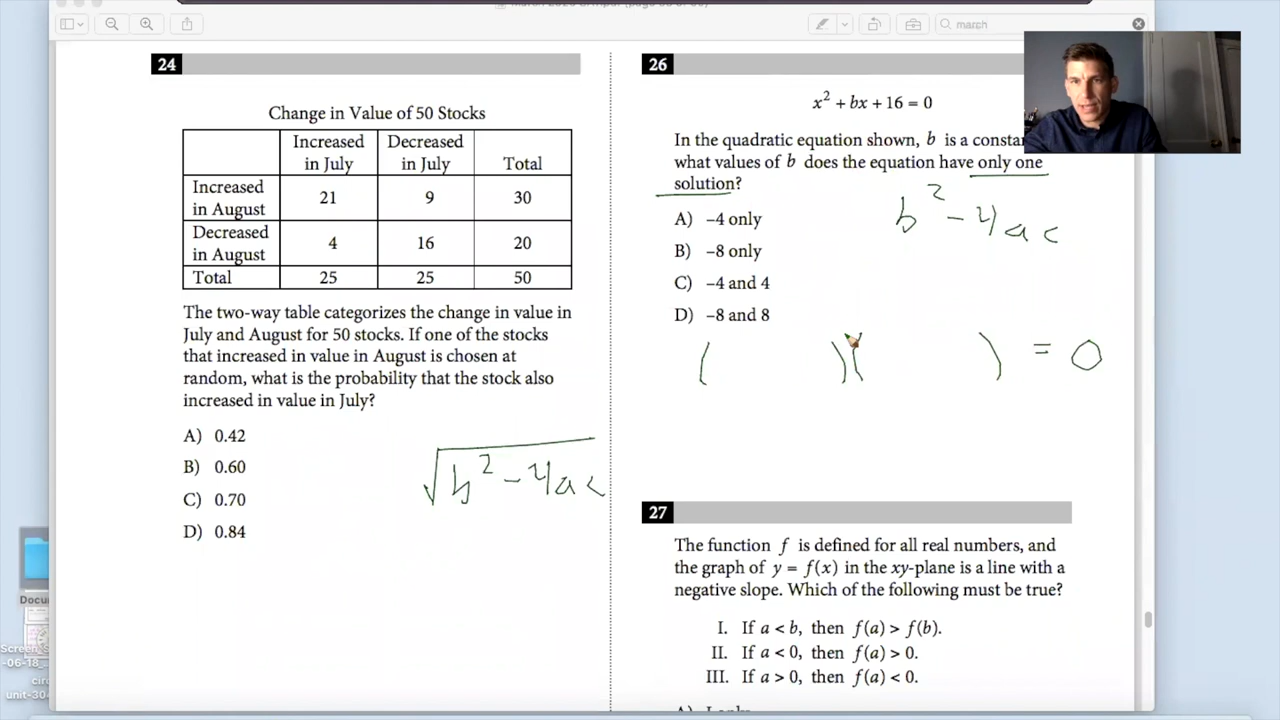 march
24
Change in Value of 50 Stocks
Increased in July Decreased in July Total
Increased in August 21 9 30
Decreased in August 4 16 20
Total 25 25 50
The two-way table categorizes the change in value in
July and August for 50 stocks. If one of the stocks
that increased in value in August is chosen at
random, what is the probability that the stock also
increased in value in July?
A) 0.42
B) 0.60
C) 0.70
D) 0.84
√b² − 4ac
26
x² + bx + 16 = 0
In the quadratic equation shown, b is a
what values of b does the equation have only one
solution?
b² − 4ac
A) −4 only
B) −8 only
C) −4 and 4
D) −8 and 8
( )( ) = 0
27
The function f is defined for all real numbers, and
the graph of y = f(x) in the xy-plane is a line with a
negative slope. Which of the following must be true?
I. If a < b, then f(a) > f(b).
II. If a < 0, then f(a) > 0.
III. If a > 0, then f(a) < 0.
Docu
Screen
-06-18_
circ
unit-30